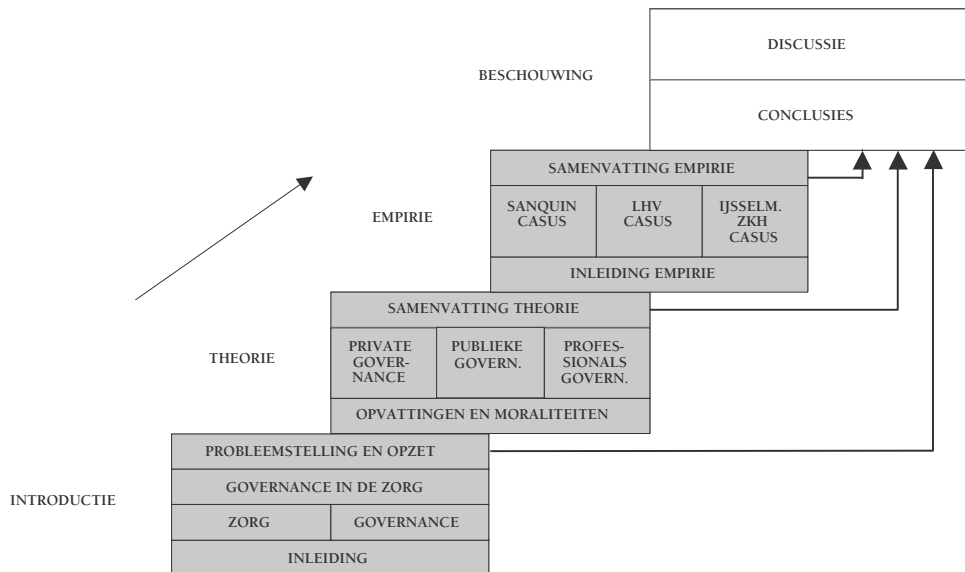 DISCUSSIE
BESCHOUWING
CONCLUSIES
SAMENVATTING EMPIRIE
EMPIRIE
SANQUIN
CASUS
LHV
CASUS
IJSSELM.
ZKH
CASUS
INLEIDING EMPIRIE
SAMENVATTING THEORIE
THEORIE
PRIVATE
GOVER-
NANCE
PUBLIEKE
GOVERN.
PROFES-
SIONALS
GOVERN.
OPVATTINGEN EN MORALITEITEN
PROBLEEMSTELLING EN OPZET
INTRODUCTIE
GOVERNANCE IN DE ZORG
ZORG
GOVERNANCE
INLEIDING